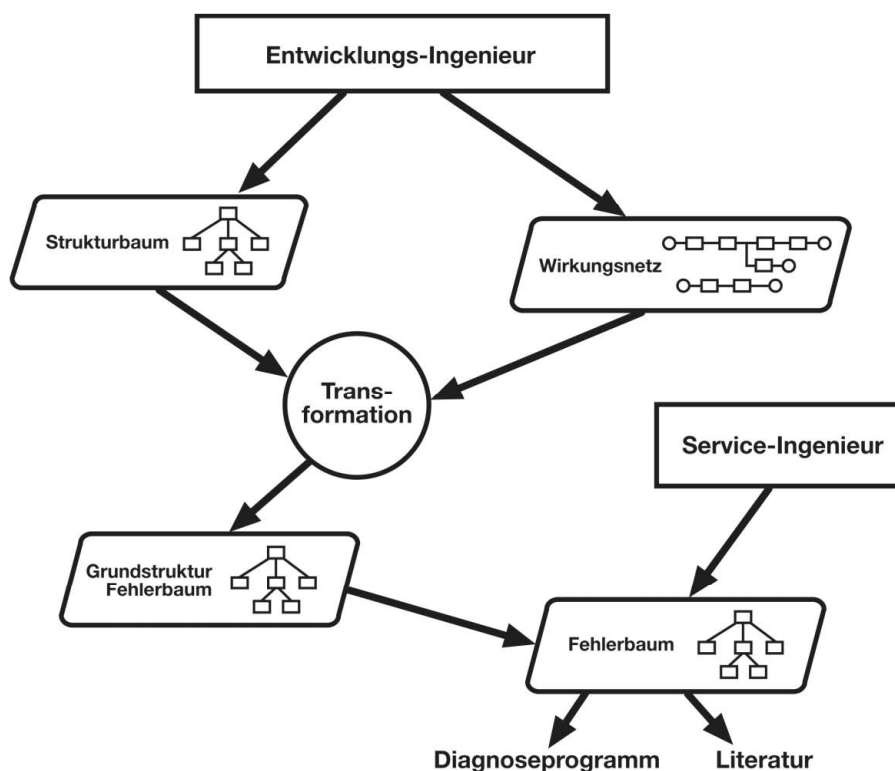 Entwicklungs-Ingenieur
Strukturbaum
Wirkungsnetz
Trans-
formation
Service-Ingenieur
Grundstruktur
Fehlerbaum
Fehlerbaum
Diagnoseprogramm
Literatur